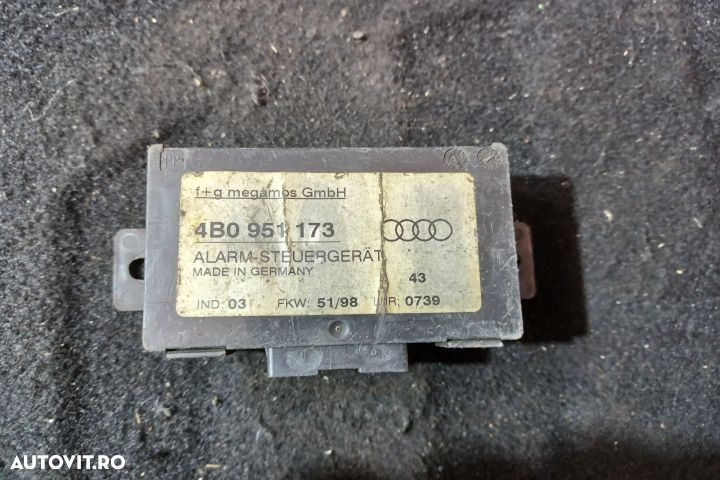 PP
f+g megamos GmbH
4B0 951 173
ALARM-STEUERGERÄT
MADE IN GERMANY
43
IND: 03 FKW: 51/98 0739
AUTOVIT.RO